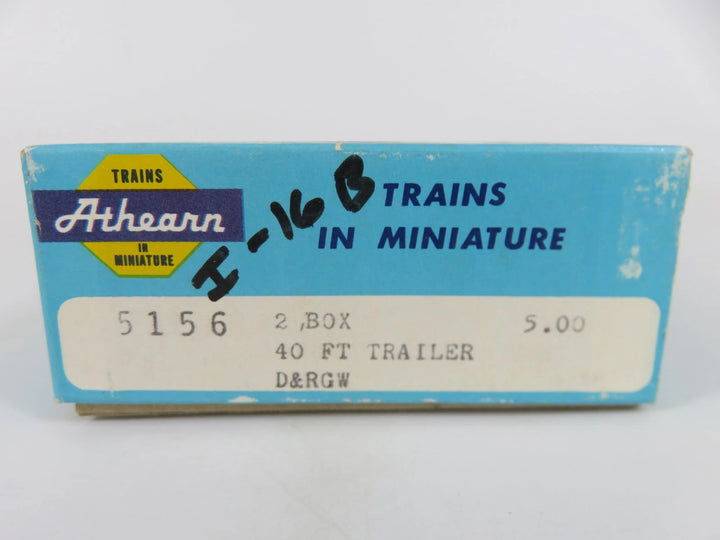 TRAINS
Athearn
IN
MINIATURE
I-16B
TRAINS
IN MINIATURE
5156 2,BOX 5.00
40 FT TRAILER
D&RGW